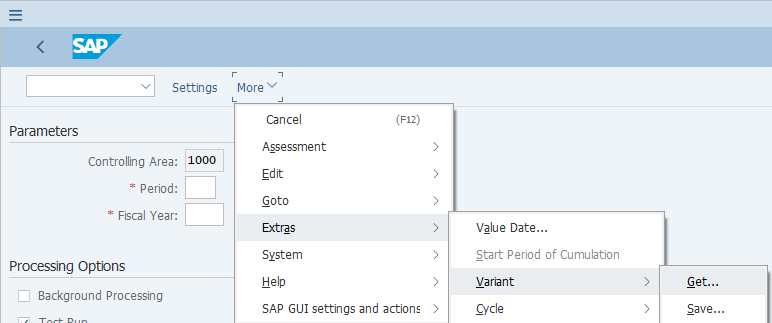 SAP
Settings More
Parameters
Controlling Area: 1000
* Period:
* Fiscal Year:
Processing Options
Background Processing
Test Run
Cancel (F12)
Assessment
Edit
Goto
Extras
System
Help
SAP GUI settings and actions
Value Date...
Start Period of Cumulation
Variant
Cycle
Get...
Save...